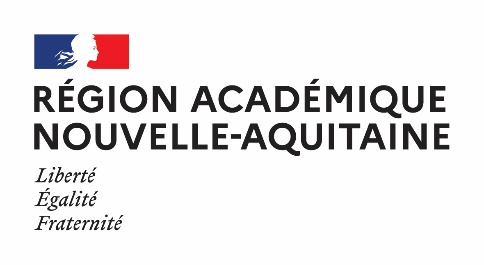 RÉGION ACADÉMIQUE
NOUVELLE-AQUITAINE
Liberté
Égalité
Fraternité